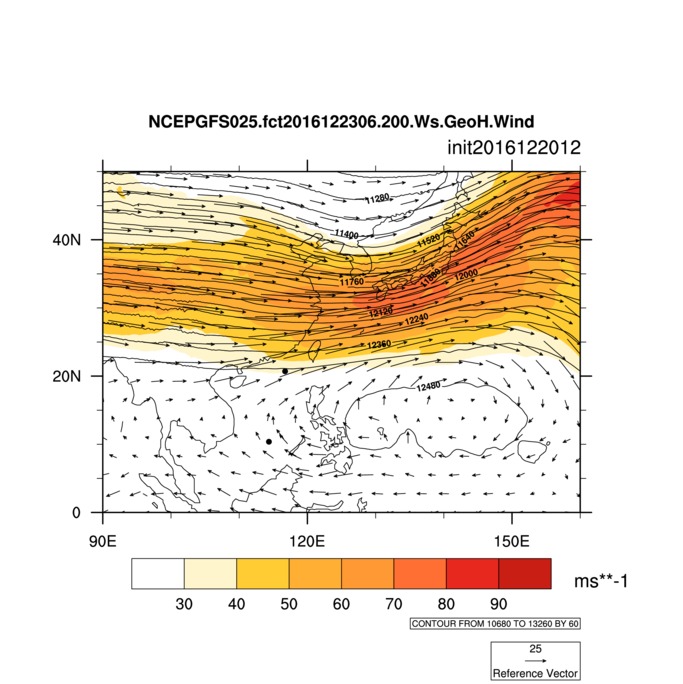 NCEPGFS025.fct2016122306.200.Ws.GeoH.Wind
init2016122012
11280
11400
40N
11520
11640
11760
11880
12000
12120
12240
12360
20N
12480
0
90E 120E 150E
30 40 50 60 70 80 90
ms**-1
CONTOUR FROM 10680 TO 13260 BY 60
25
Reference Vector